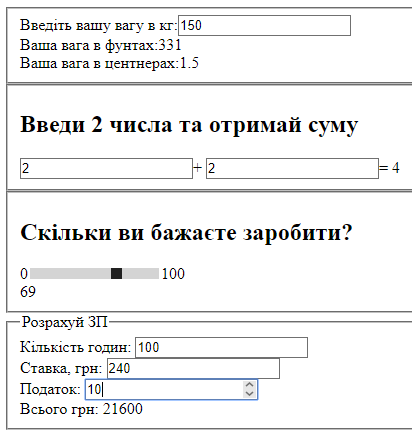 Введіть вашу вагу в кг: 150
Ваша вага в фунтах:331
Ваша вага в центнерах:1.5
Введи 2 числа та отримай суму
2 + 2 = 4
Скільки ви бажаєте заробити?
0 100
69
Розрахуй ЗП
Кількість годин: 100
Ставка, грн: 240
Податок: 10
Всього грн: 21600